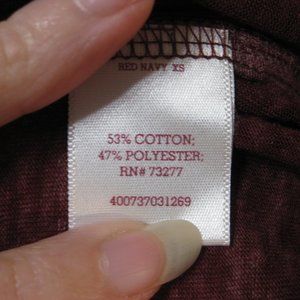 RED NAVY XS
53% COTTON;
47% POLYESTER;
RN# 73277
400737031269